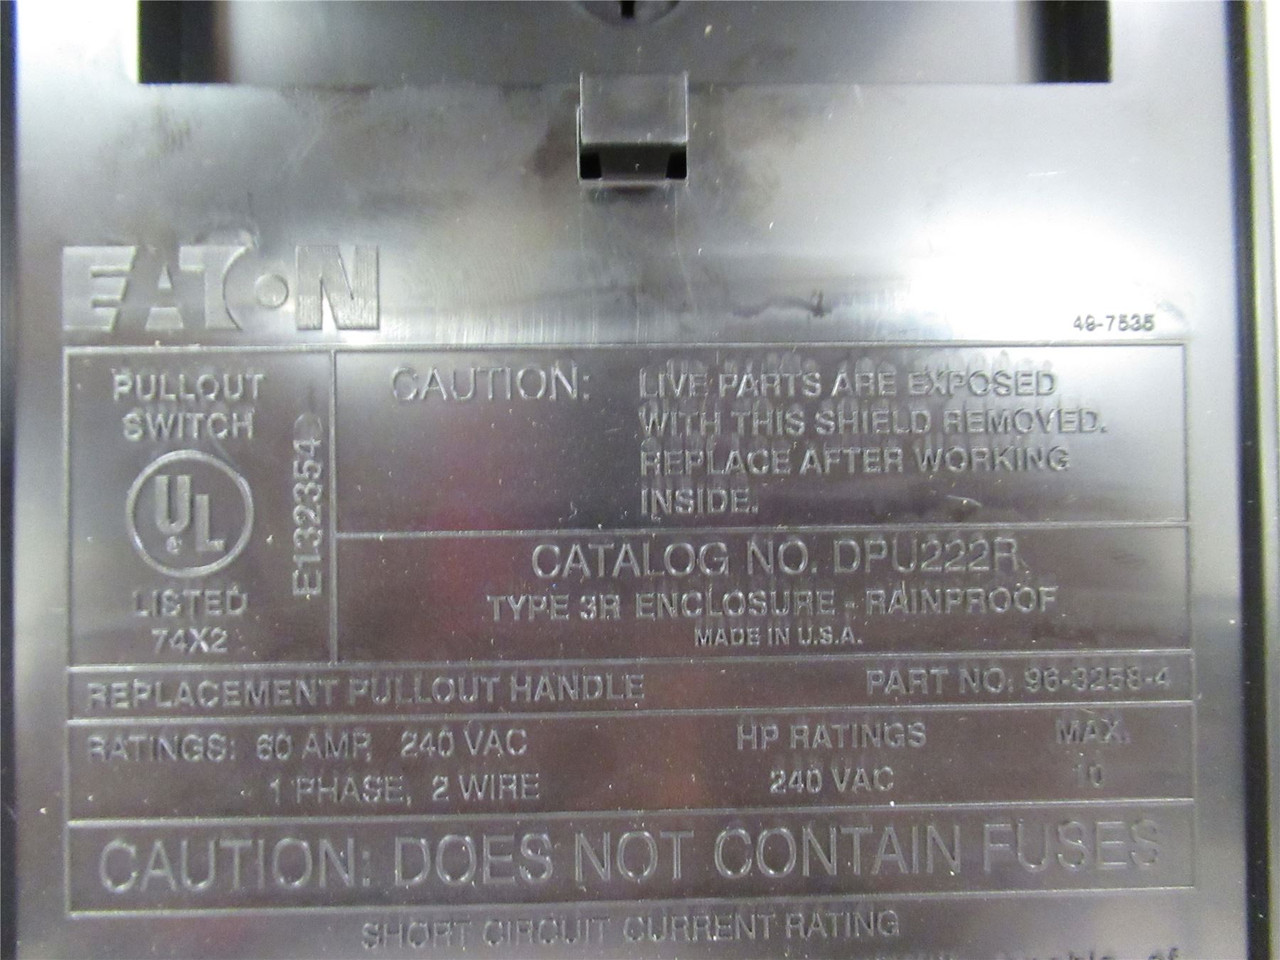 EATON
49-7535
PULLOUT
SWITCH
UL
LISTED
74X2
E132354
CAUTION: LIVE PARTS ARE EXPOSED
WITH THIS SHIELD REMOVED.
REPLACE AFTER WORKING
INSIDE.
CATALOG NO. DPU222R
TYPE 3R ENCLOSURE - RAINPROOF
MADE IN U.S.A.
REPLACEMENT PULLOUT HANDLE PART NO: 96-3258-4
RATINGS: 60 AMP, 240 VAC HP RATINGS MAX.
1 PHASE, 2 WIRE 240 VAC 10
CAUTION: DOES NOT CONTAIN FUSES
SHORT CIRCUIT CURRENT RATING
of